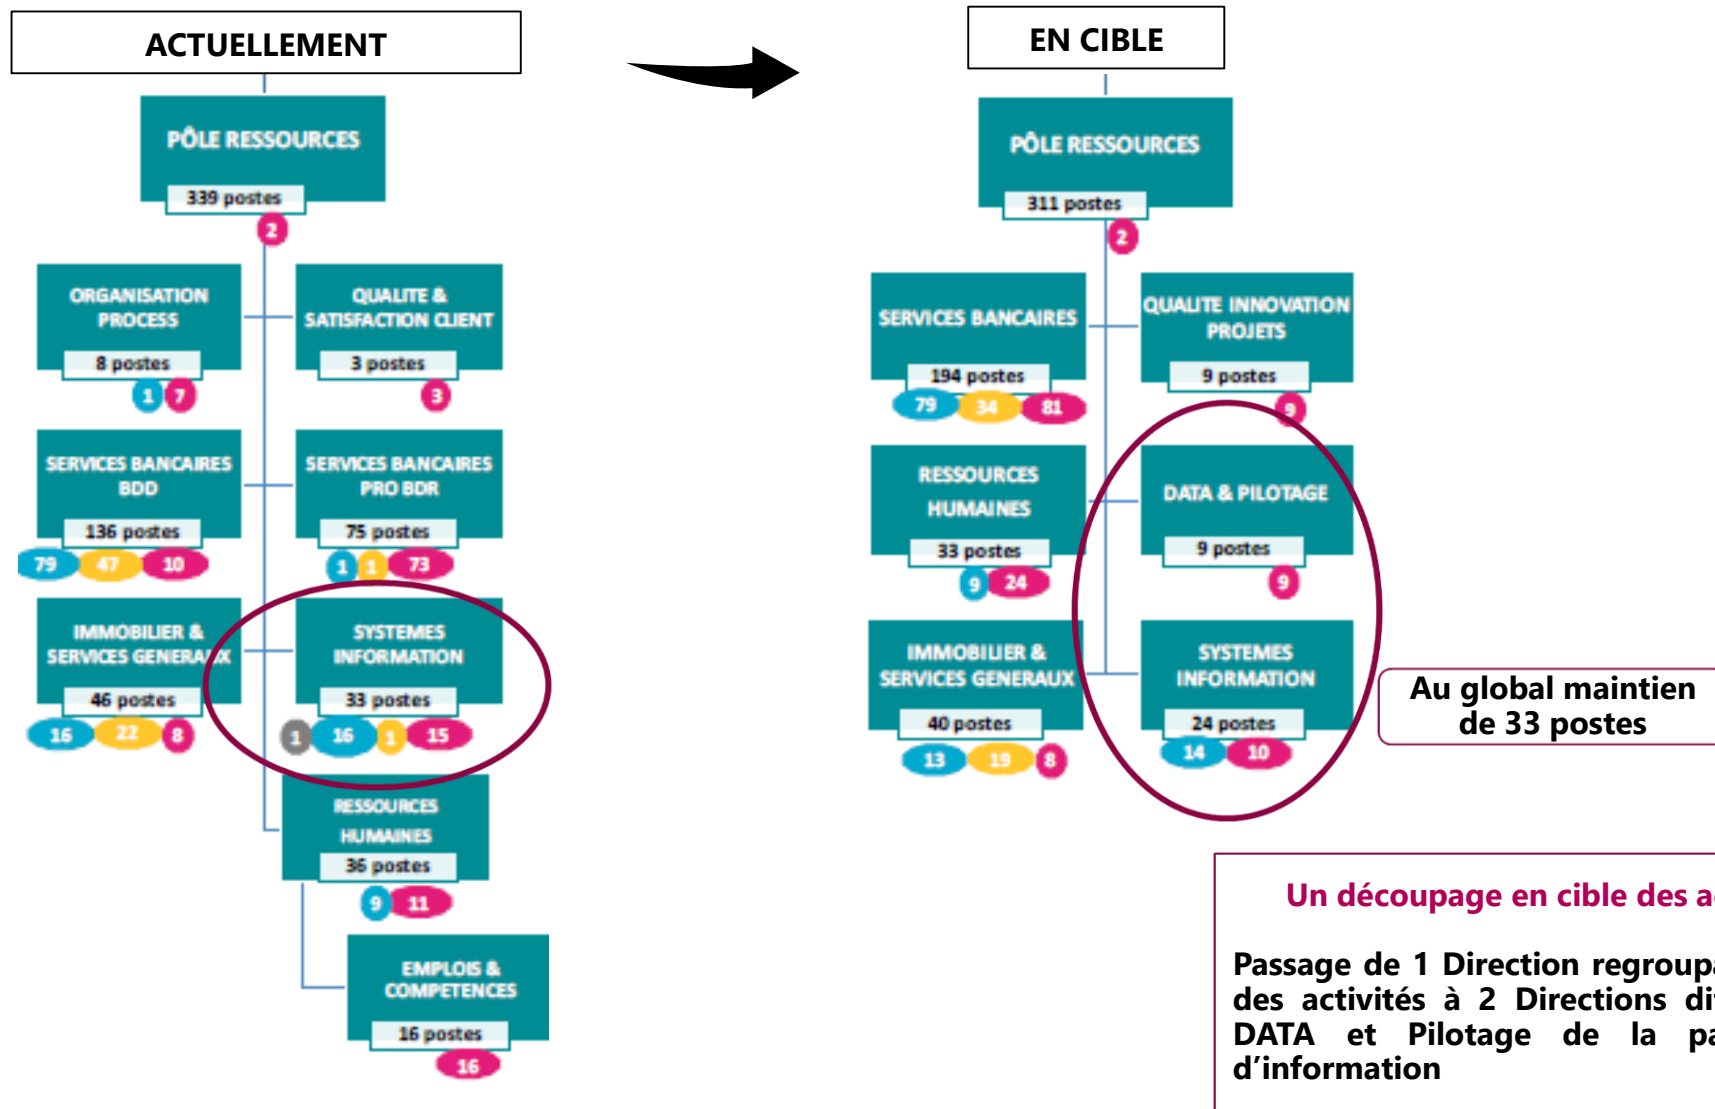 ACTUELLEMENT
PÔLE RESSOURCES
339 postes
2
ORGANISATION
PROCESS
8 postes
1 7
QUALITE &
SATISFACTION CLIENT
3 postes
3
SERVICES BANCAIRES
BDD
136 postes
79 47 10
SERVICES BANCAIRES
PRO BDR
75 postes
1 1 73
IMMOBILIER &
SERVICES GENERAUX
46 postes
16 22 8
SYSTEMES
INFORMATION
33 postes
1 16 1 15
RESSOURCES
HUMAINES
36 postes
9 11
EMPLOIS &
COMPETENCES
16 postes
16
EN CIBLE
PÔLE RESSOURCES
311 postes
2
SERVICES BANCAIRES
194 postes
79 34 81
QUALITE INNOVATION
PROJETS
9 postes
9
RESSOURCES
HUMAINES
33 postes
9 24
DATA & PILOTAGE
9 postes
9
IMMOBILIER &
SERVICES GENERAUX
40 postes
13 19 8
SYSTEMES
INFORMATION
24 postes
14 10
Au global maintien
de 33 postes
Un découpage en cible des
Passage de 1 Direction
des activités à 2 Directions
DATA et Pilotage de la
d'information